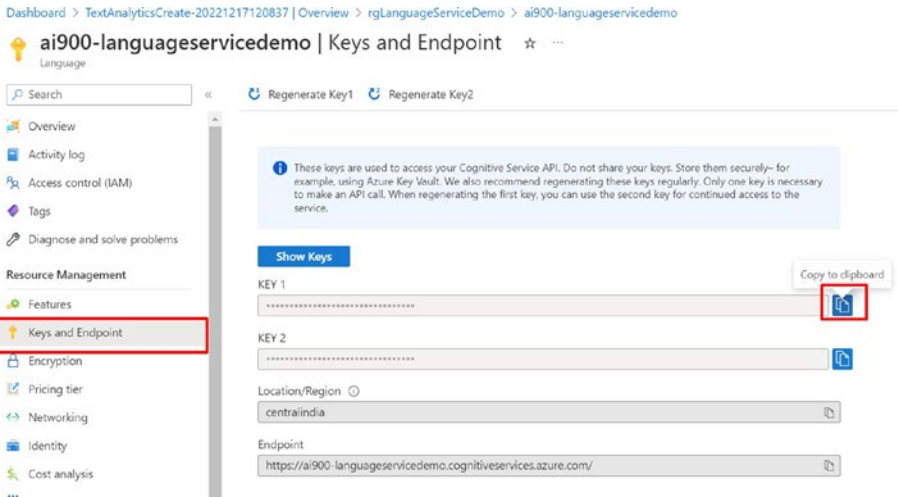 Dashboard > TextAnalyticsCreate-20221217120837 | Overview > rgLanguageServiceDemo > ai900-languageservicedemo
ai900-languageservicedemo | Keys and Endpoint
Language
Search
Regenerate Key1
Regenerate Key2
Overview
Activity log
Access control (IAM)
Tags
Diagnose and solve problems
Resource Management
Features
Keys and Endpoint
Encryption
Pricing tier
Networking
Identity
Cost analysis
These keys are used to access your Cognitive Service API. Do not share your keys. Store them securely– for
example, using Azure Key Vault. We also recommend regenerating these keys regularly. Only one key is necessary
to make an API call. When regenerating the first key, you can use the second key for continued access to the
service.
Show Keys
Copy to clipboard
KEY 1
KEY 2
Location/Region
centralindia
Endpoint
https://ai900-languageservicedemo.cognitiveservices.azure.com/